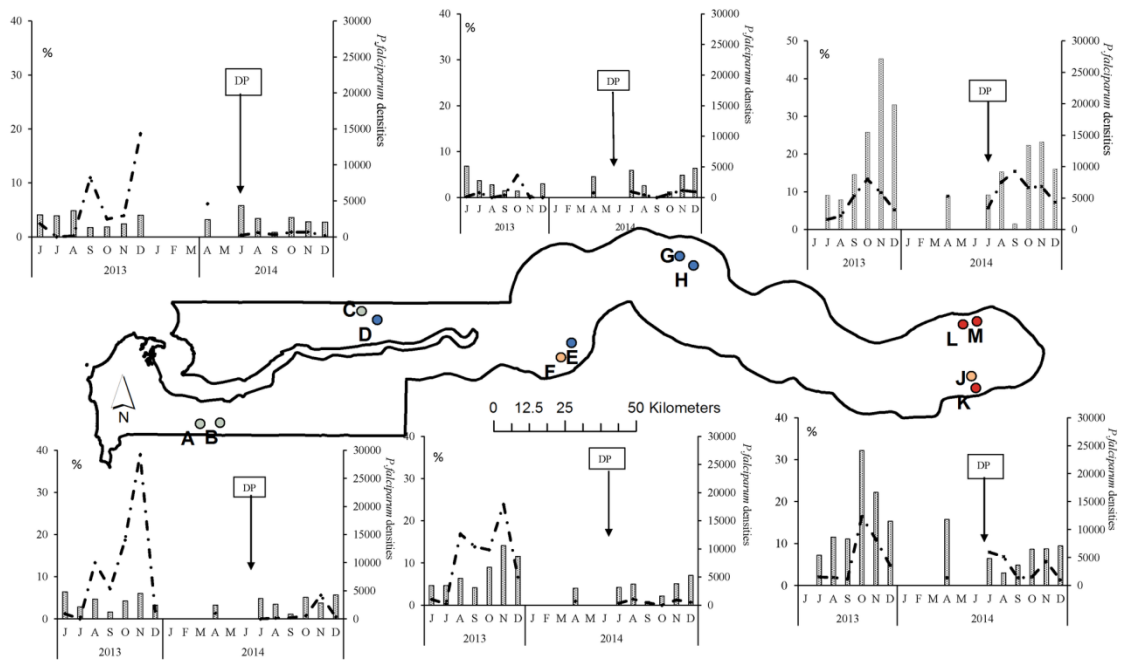 40
30
20
10
0
%
DP
30000
25000
20000
15000
10000
5000
0
P.falciparum densities
J J A S O N D J F M A M J J A S O N D
2013 2014
40
30
20
10
0
%
DP
30000
25000
20000
15000
10000
5000
0
P.falciparum densities
J J A S O N D J F M A M J J A S O N D
2013 2014
50
40
30
20
10
0
%
DP
30000
25000
20000
15000
10000
5000
0
P.falciparum densities
J J A S O N D J F M A M J J A S O N D
2013 2014
G
H
C
D
E
F
L M
J
K
N
A B
0 12.5 25 50 Kilometers
40
30
20
10
0
%
DP
30000
25000
20000
15000
10000
5000
0
P.falciparum densities
J J A S O N D J F M A M J J A S O N D
2013 2014
40
30
20
10
0
%
DP
30000
25000
20000
15000
10000
5000
0
P.falciparum densities
J J A S O N D J F M A M J J A S O N D
2013 2014
40
30
20
10
0
%
DP
30000
25000
20000
15000
10000
5000
0
P.falciparum densities
J J A S O N D J F M A M J J A S O N D
2013 2014